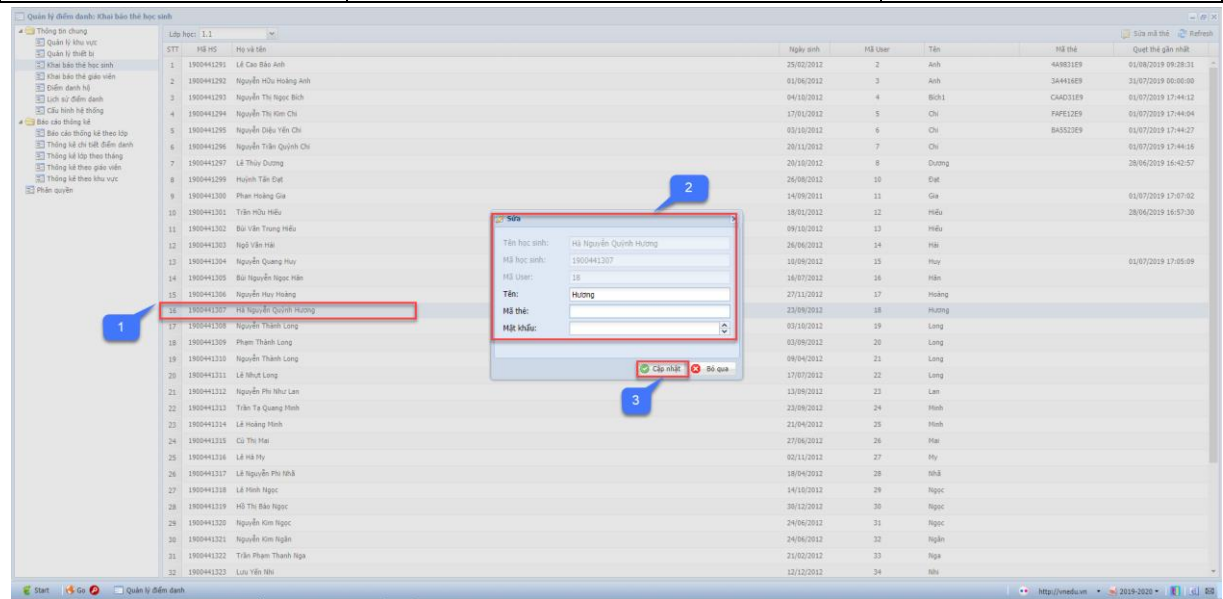 Quản lý điểm danh: Khai báo thẻ học sinh
Thông tin chung
Quản lý khu vực
Quản lý thiết bị
Khai báo thẻ học sinh
Khai báo thẻ giáo viên
Điểm danh hộ
Lịch sử điểm danh
Cấu hình hệ thống
Báo cáo thống kê
Báo cáo thống kê theo lớp
Thống kê chi tiết điểm danh
Thống kê lớp theo tháng
Thống kê theo giáo viên
Thống kê theo khu vực
Phân quyền
Lớp học: 1.1 Sửa mã thẻ Refresh
STT Mã HS Họ và tên Ngày sinh Mã User Tên Mã thẻ Quẹt thẻ gần nhất
1 1900441291 Lê Cao Bảo Anh 25/02/2012 2 Anh 4A9831E9 01/08/2019 09:28:31
2 1900441292 Nguyễn Hữu Hoàng Anh 01/06/2012 3 Anh 3A4416E9 31/07/2019 00:00:00
3 1900441293 Nguyễn Thị Ngọc Bích 04/10/2012 4 Bich1 CAAD31E9 01/07/2019 17:44:12
4 1900441294 Nguyễn Thị Kim Chi 17/01/2012 5 Chi FAFE12E9 01/07/2019 17:44:04
5 1900441295 Nguyễn Diệu Yến Chi 03/10/2012 6 Chi BA5523E9 01/07/2019 17:44:27
6 1900441296 Nguyễn Trần Quỳnh Chi 20/11/2012 7 Chi 01/07/2019 17:44:16
7 1900441297 Lê Thùy Dương 20/10/2012 8 Dương 28/06/2019 16:42:57
8 1900441299 Huỳnh Tấn Đạt 26/08/2012 10 Đạt
9 1900441300 Phan Hoàng Gia 14/09/2011 11 Gia 01/07/2019 17:07:02
10 1900441301 Trần Hữu Hiếu 18/01/2012 12 Hiếu 28/06/2019 16:57:30
11 1900441302 Bùi Văn Trung Hiếu 09/10/2012 13 Hiếu
12 1900441303 Ngô Văn Hải 26/06/2012 14 Hải
13 1900441304 Nguyễn Quang Huy 10/09/2012 15 Huy 01/07/2019 17:05:09
14 1900441305 Bùi Nguyễn Ngọc Hân 16/07/2012 16 Hân
15 1900441306 Nguyễn Huy Hoàng 27/11/2012 17 Hoàng
16 1900441307 Hà Nguyễn Quỳnh Hương 23/09/2012 18 Hương
17 1900441308 Nguyễn Thành Long 03/10/2012 19 Long
18 1900441309 Phạm Thành Long 03/09/2012 20 Long
19 1900441310 Nguyễn Thành Long 09/04/2012 21 Long
20 1900441311 Lê Nhựt Long 17/07/2012 22 Long
21 1900441312 Nguyễn Phi Như Lan 13/09/2012 23 Lan
22 1900441313 Trần Tạ Quang Minh 23/09/2012 24 Minh
23 1900441314 Lê Hoàng Minh 21/04/2012 25 Minh
24 1900441315 Cù Thị Mai 27/06/2012 26 Mai
25 1900441316 Lê Hà My 02/11/2012 27 My
26 1900441317 Lê Nguyễn Phi Nhã 18/04/2012 28 Nhã
27 1900441318 Lê Minh Ngọc 14/10/2012 29 Ngọc
28 1900441319 Hồ Thị Bảo Ngọc 30/12/2012 30 Ngọc
29 1900441320 Nguyễn Kim Ngọc 24/06/2012 31 Ngọc
30 1900441321 Nguyễn Kim Ngân 24/06/2012 32 Ngân
31 1900441322 Trần Phạm Thanh Nga 21/02/2012 33 Nga
32 1900441323 Lưu Yến Nhi 12/12/2012 34 Nhi
1
2
3
Sửa
Tên học sinh: Hà Nguyễn Quỳnh Hương
Mã học sinh: 1900441307
Mã User: 18
Tên: Hương
Mã thẻ:
Mật khẩu:
Cập nhật Bỏ qua
Start Go Quản lý điểm danh http://vnedu.vn 2019-2020